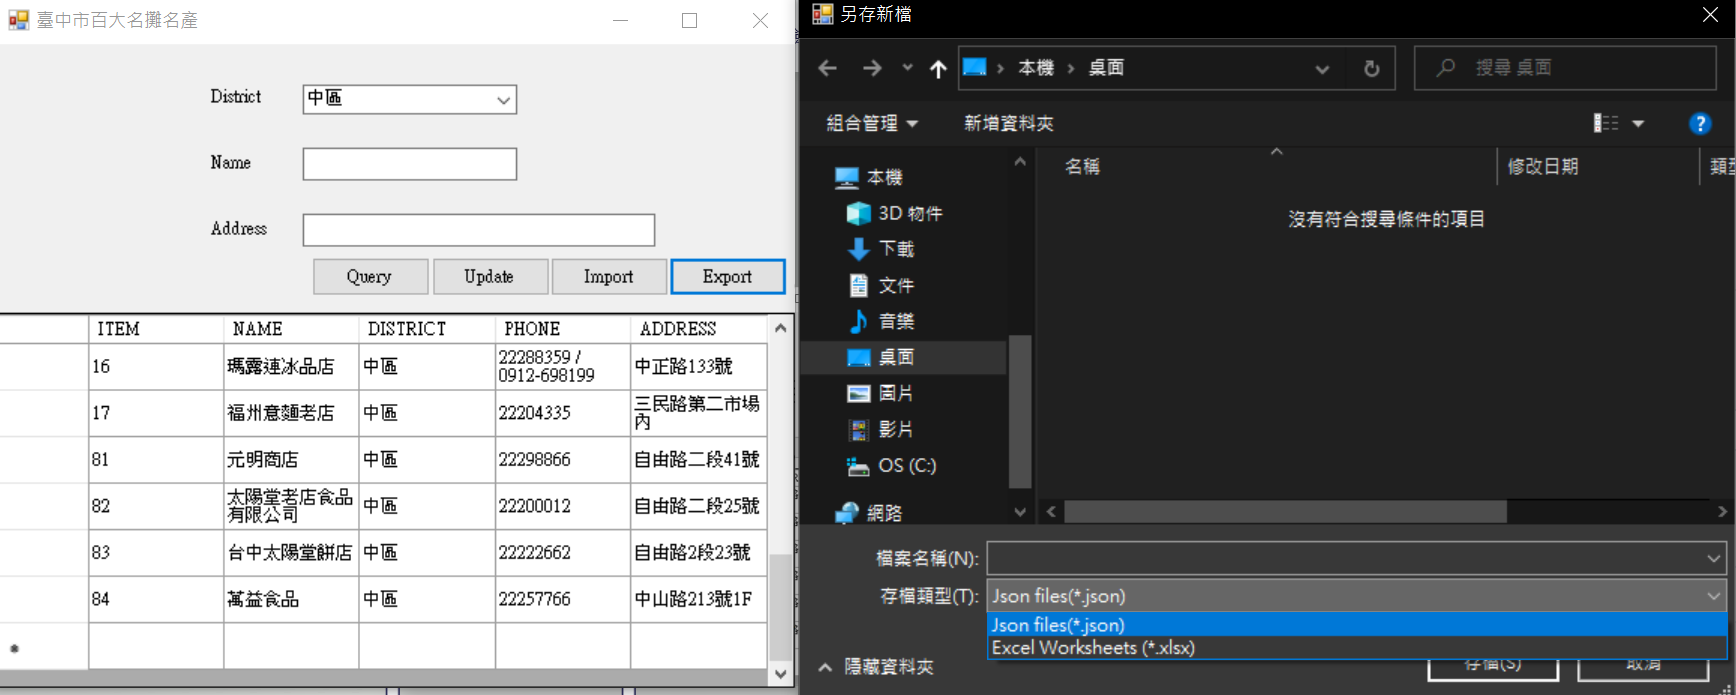 臺中市百大名攤名產
District 中區
Name
Address
Query Update Import Export
ITEM NAME DISTRICT PHONE ADDRESS
16 瑪露連冰品店 中區 22288359 / 0912-698199 中正路133號
17 福州意麵老店 中區 22204335 三民路第二市場內
81 元明商店 中區 22298866 自由路二段41號
82 太陽堂老店食品有限公司 中區 22200012 自由路二段25號
83 台中太陽堂餅店 中區 22222662 自由路2段23號
84 萬益食品 中區 22257766 中山路213號1F
另存新檔
本機 › 桌面
搜尋 桌面
組合管理 新增資料夾
名稱 修改日期 類型
沒有符合搜尋條件的項目
本機
3D 物件
下載
文件
音樂
桌面
圖片
影片
OS (C:)
網路
檔案名稱(N):
存檔類型(T): Json files(*.json)
Json files(*.json)
Excel Worksheets (*.xlsx)
隱藏資料夾 存檔(S) 取消